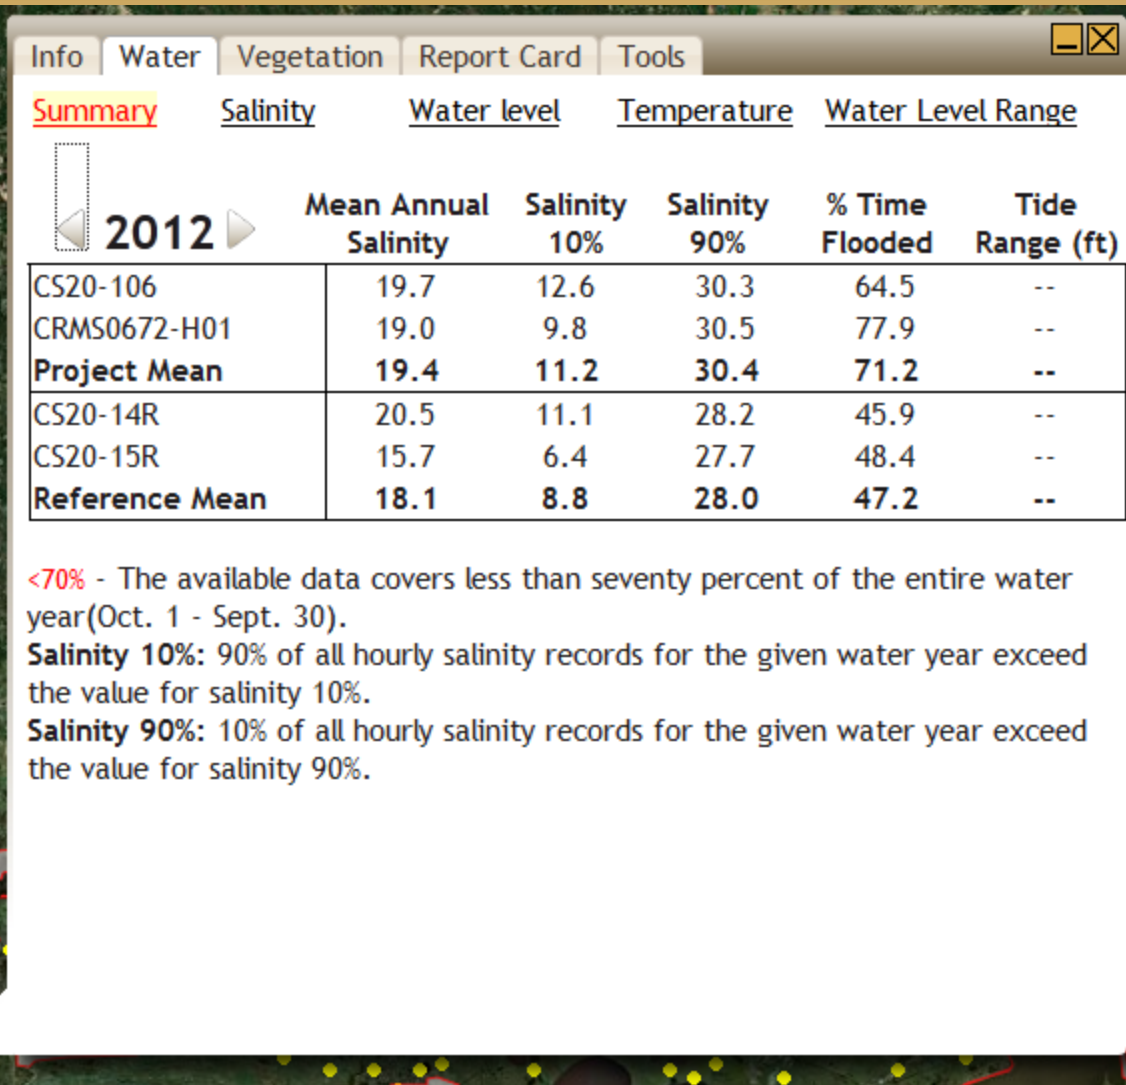 Info Water Vegetation Report Card Tools
Summary Salinity Water level Temperature Water Level Range
2012 Mean Annual Salinity Salinity 10% Salinity 90% % Time Flooded Tide Range (ft)
CS20-106 19.7 12.6 30.3 64.5 --
CRMS0672-H01 19.0 9.8 30.5 77.9 --
Project Mean 19.4 11.2 30.4 71.2 --
CS20-14R 20.5 11.1 28.2 45.9 --
CS20-15R 15.7 6.4 27.7 48.4 --
Reference Mean 18.1 8.8 28.0 47.2 --
<70% - The available data covers less than seventy percent of the entire water
year(Oct. 1 - Sept. 30).
Salinity 10%: 90% of all hourly salinity records for the given water year exceed
the value for salinity 10%.
Salinity 90%: 10% of all hourly salinity records for the given water year exceed
the value for salinity 90%.